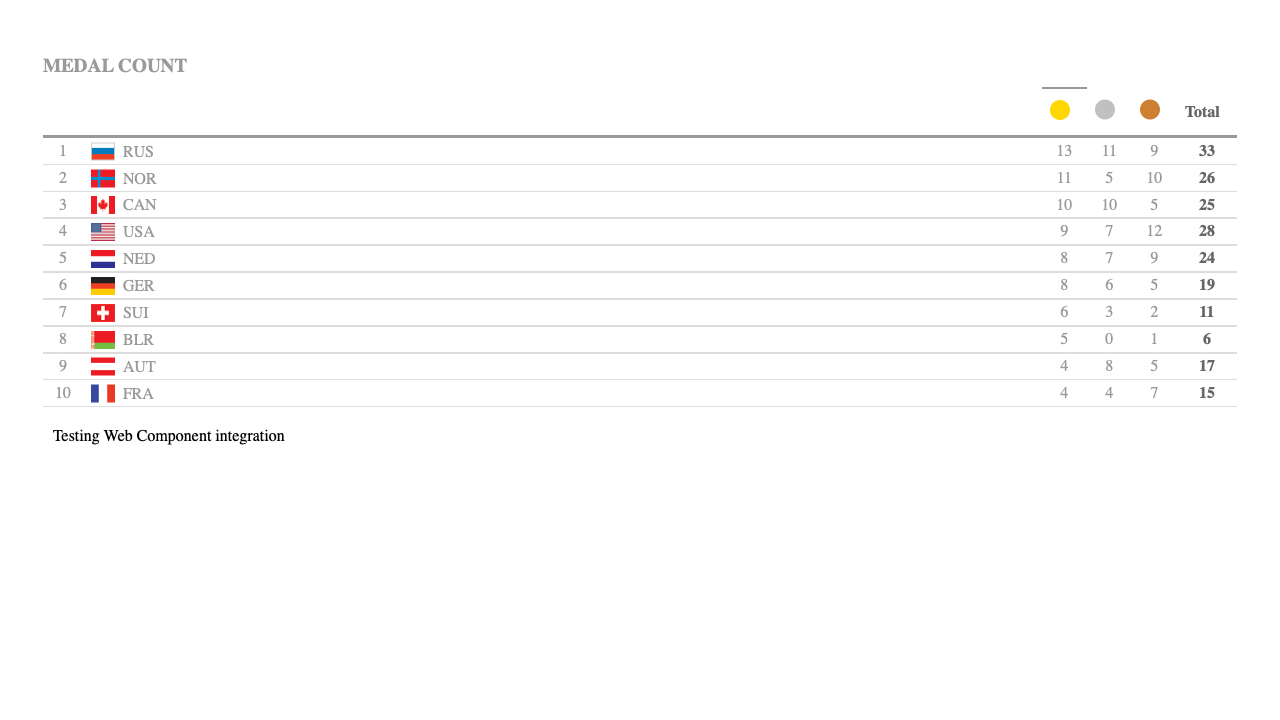 MEDAL COUNT
Total
1 RUS 13 11 9 33
2 NOR 11 5 10 26
3 CAN 10 10 5 25
4 USA 9 7 12 28
5 NED 8 7 9 24
6 GER 8 6 5 19
7 SUI 6 3 2 11
8 BLR 5 0 1 6
9 AUT 4 8 5 17
10 FRA 4 4 7 15
Testing Web Component integration